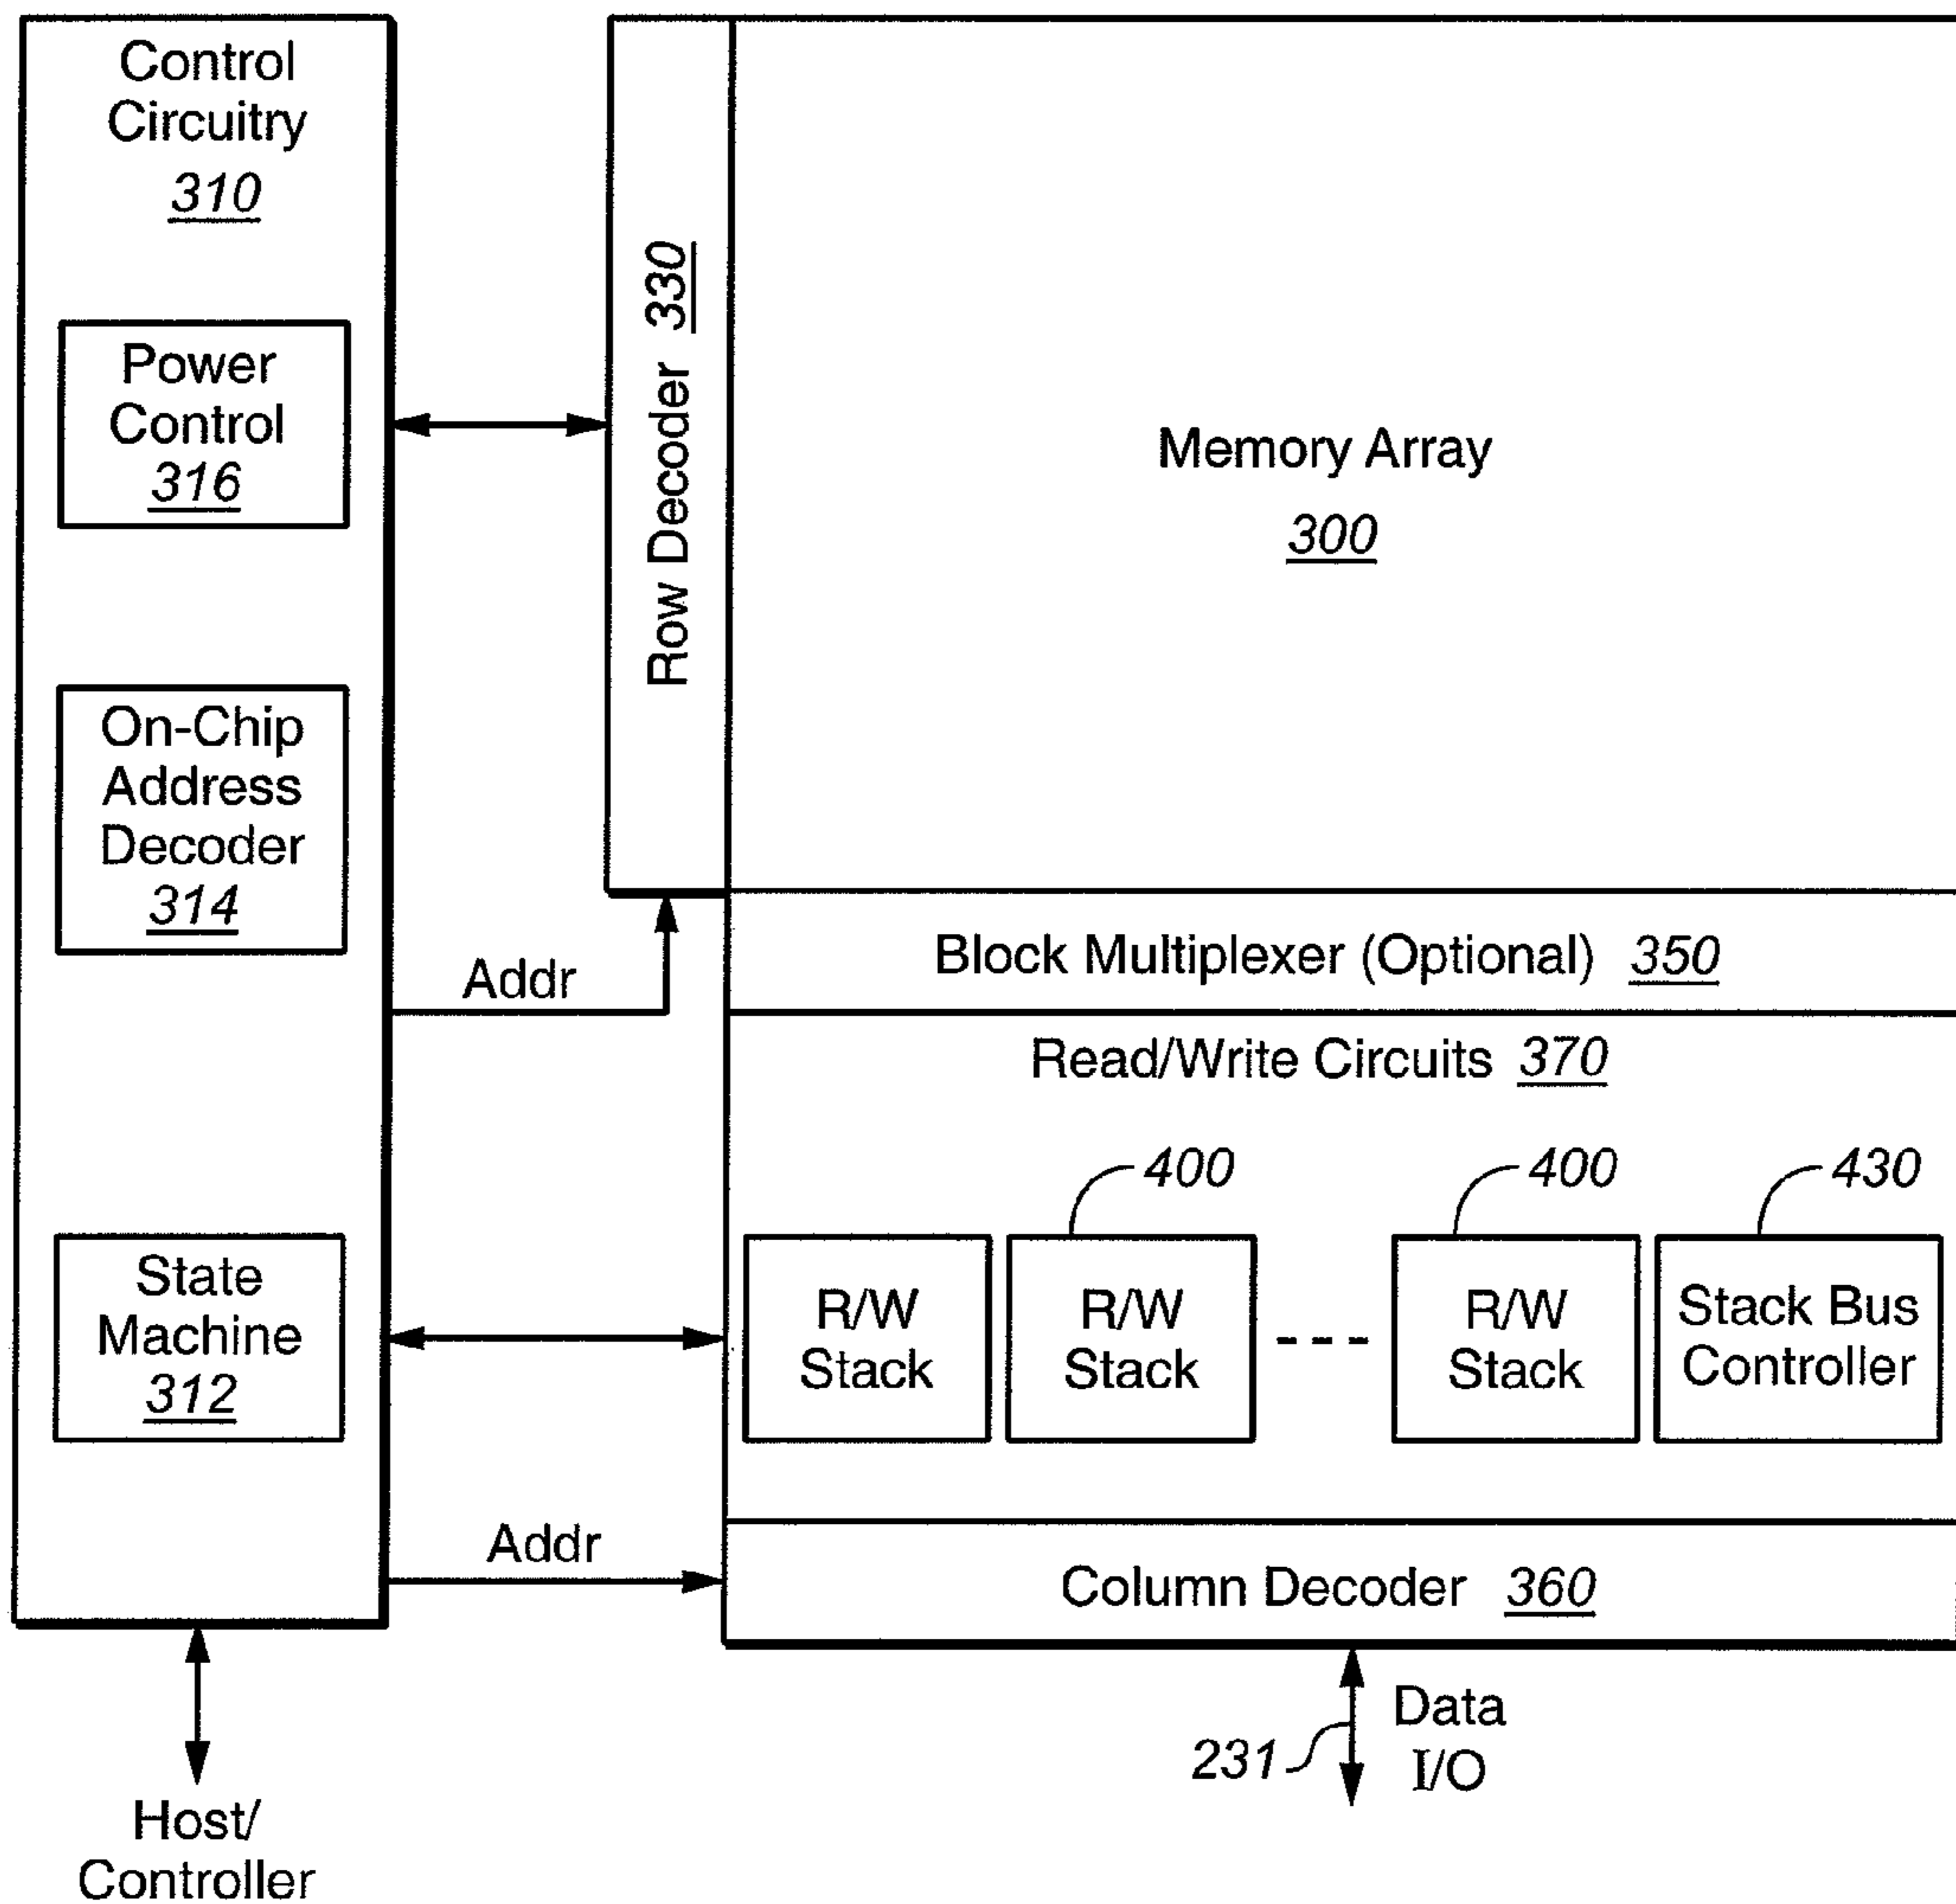 Control
Circuitry
310
Power
Control
316
On-Chip
Address
Decoder
314
State
Machine
312
Host/
Controller
Addr
Addr
Row Decoder 330
Memory Array
300
Block Multiplexer (Optional) 350
Read/Write Circuits 370
400
400
430
R/W
Stack
R/W
Stack
---
R/W
Stack
Stack Bus
Controller
Column Decoder 360
231
Data
I/O